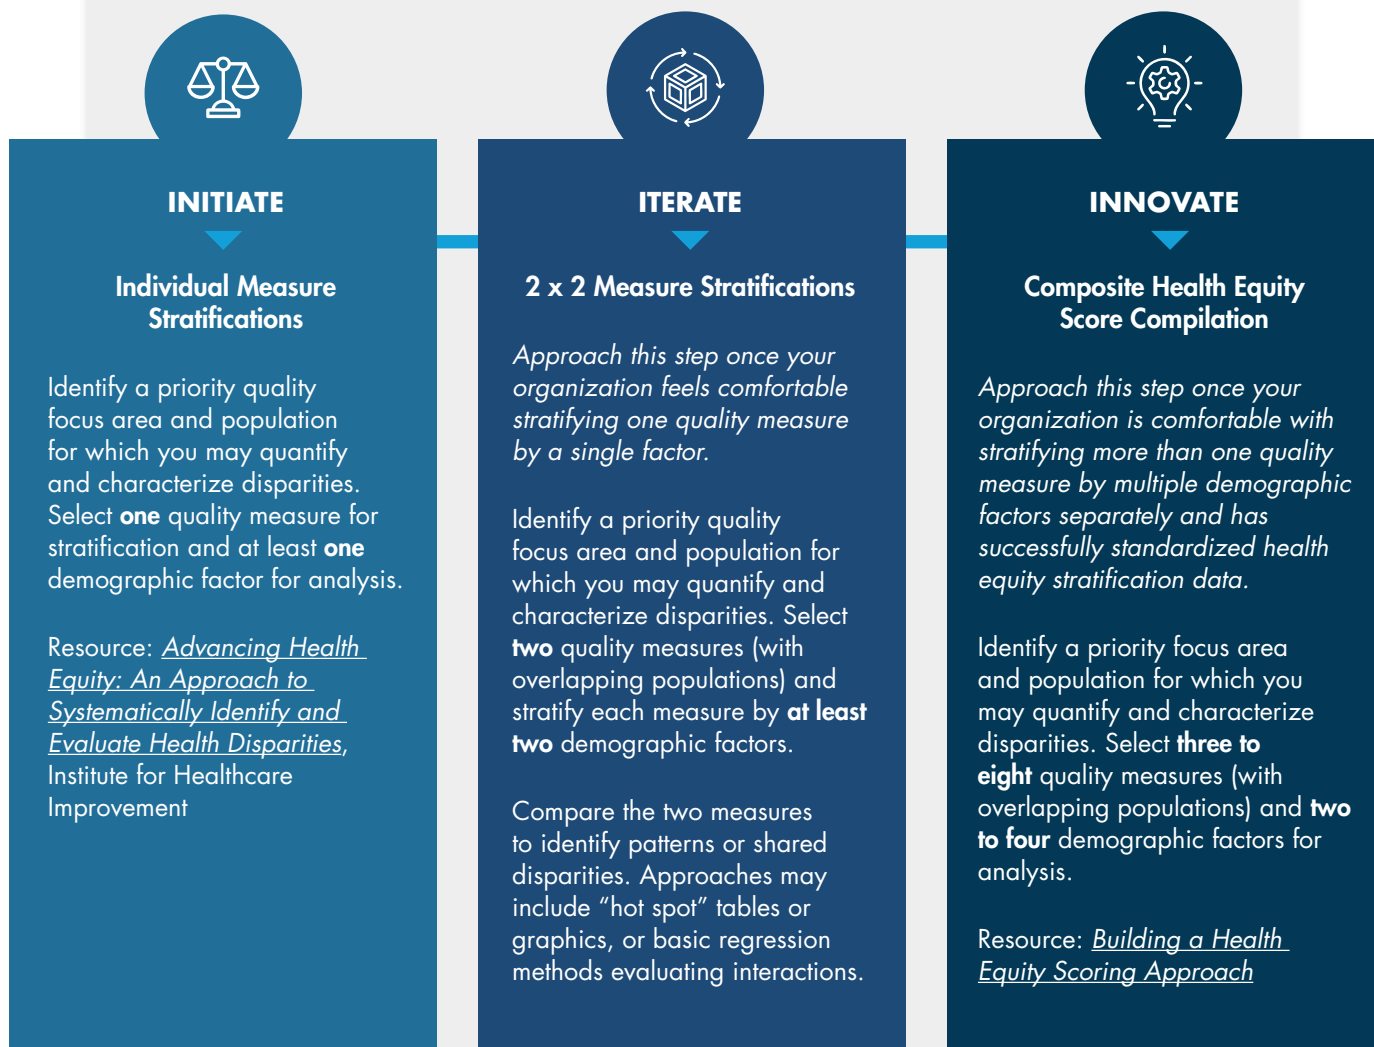 INITIATE
Individual Measure
Stratifications
Identify a priority quality
focus area and population
for which you may quantify
and characterize disparities.
Select one quality measure for
stratification and at least one
demographic factor for analysis.
Resource: Advancing Health
Equity: An Approach to
Systematically Identify and
Evaluate Health Disparities,
Institute for Healthcare
Improvement
ITERATE
2 x 2 Measure Stratifications
Approach this step once your
organization feels comfortable
stratifying one quality measure
by a single factor.
Identify a priority quality
focus area and population for
which you may quantify and
characterize disparities. Select
two quality measures (with
overlapping populations) and
stratify each measure by at least
two demographic factors.
Compare the two measures
to identify patterns or shared
disparities. Approaches may
include “hot spot” tables or
graphics, or basic regression
methods evaluating interactions.
INNOVATE
Composite Health Equity
Score Compilation
Approach this step once your
organization is comfortable with
stratifying more than one quality
measure by multiple demographic
factors separately and has
successfully standardized health
equity stratification data.
Identify a priority focus area
and population for which you
may quantify and characterize
disparities. Select three to
eight quality measures (with
overlapping populations) and two
to four demographic factors for
analysis.
Resource: Building a Health
Equity Scoring Approach